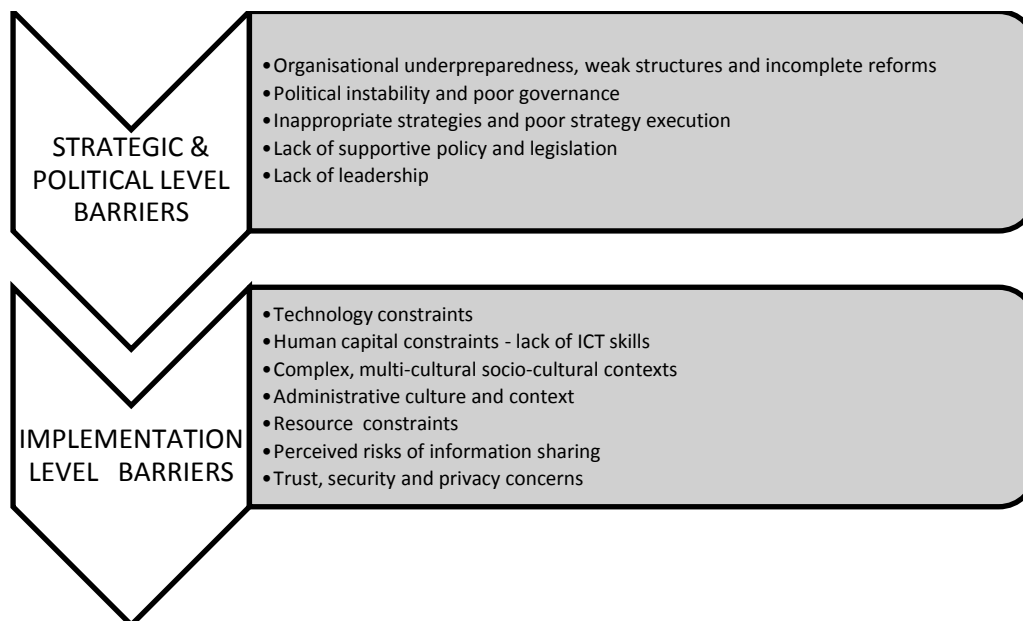 STRATEGIC &
POLITICAL LEVEL
BARRIERS
•Organisational underpreparedness, weak structures and incomplete reforms
•Political instability and poor governance
•Inappropriate strategies and poor strategy execution
•Lack of supportive policy and legislation
•Lack of leadership
IMPLEMENTATION
LEVEL BARRIERS
•Technology constraints
•Human capital constraints - lack of ICT skills
•Complex, multi-cultural socio-cultural contexts
•Administrative culture and context
•Resource constraints
•Perceived risks of information sharing
•Trust, security and privacy concerns